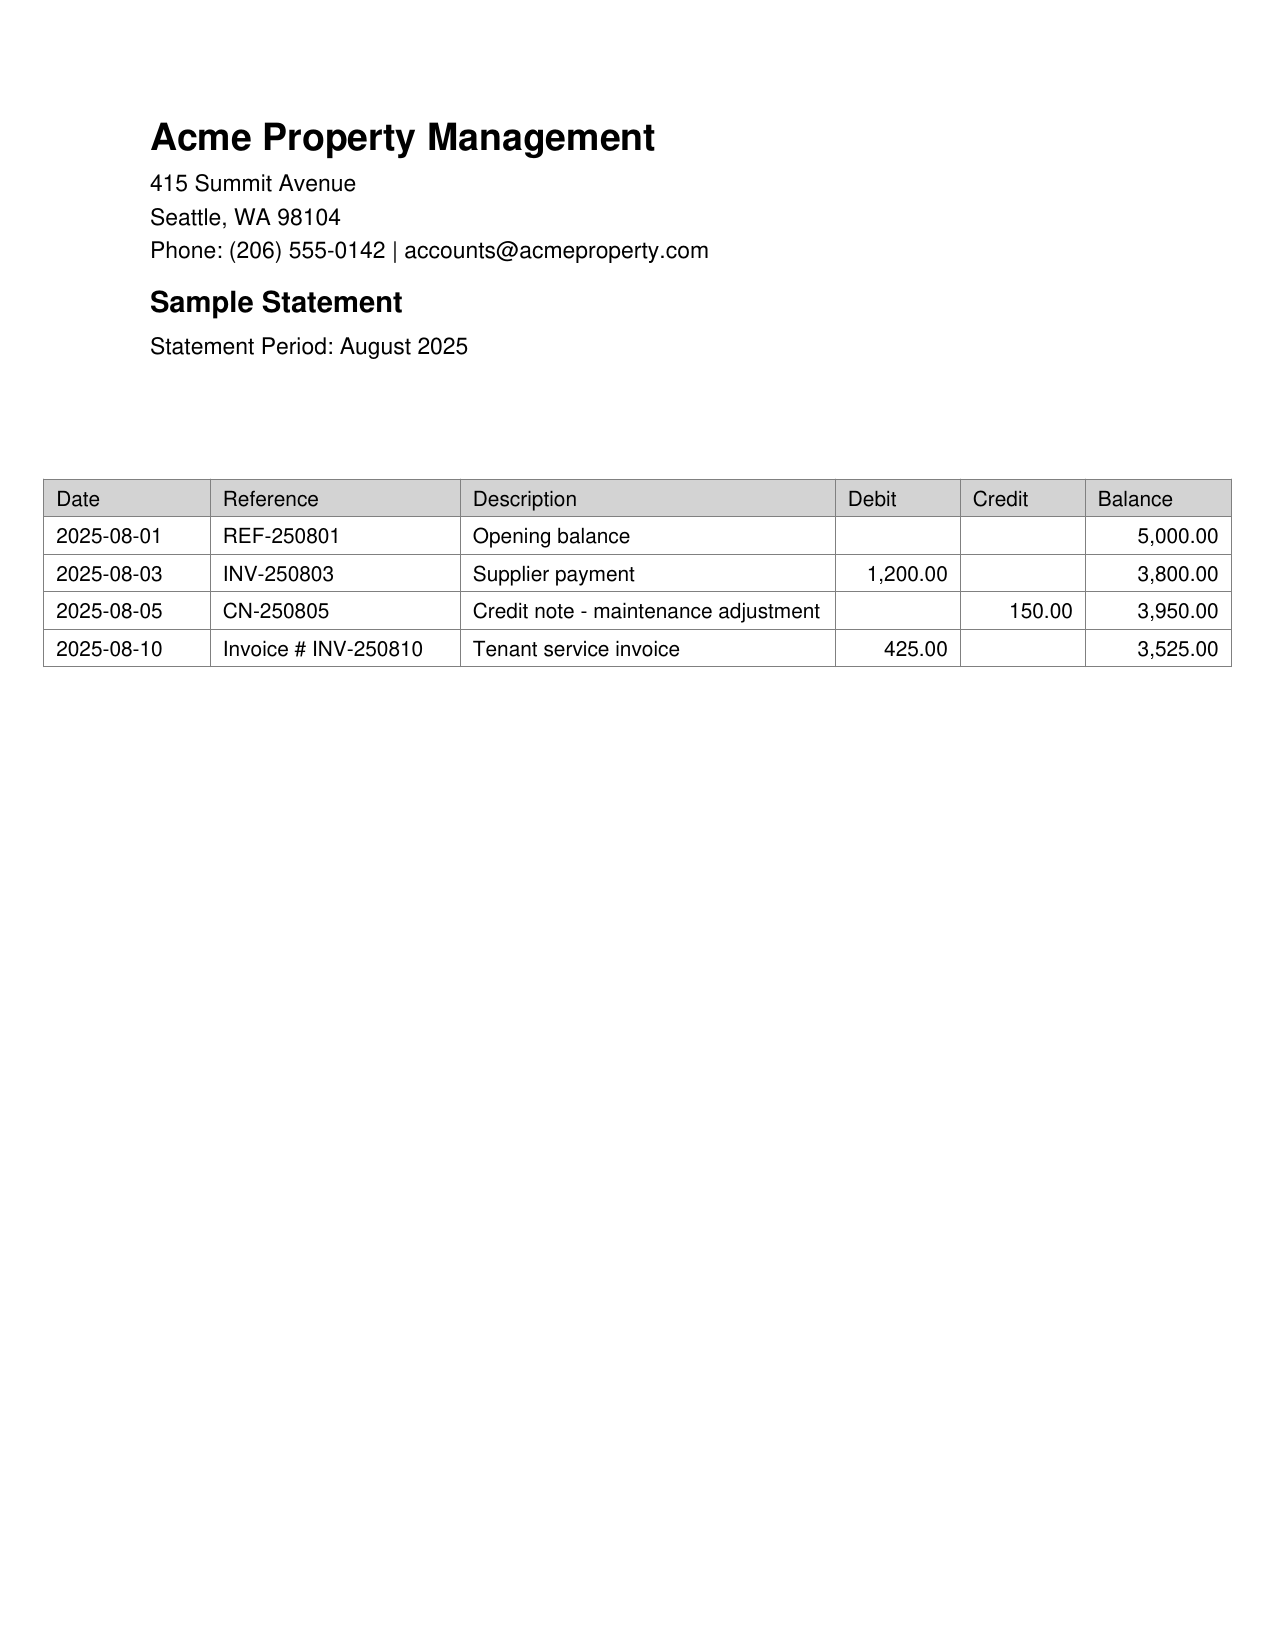 Acme Property Management
415 Summit Avenue
Seattle, WA 98104
Phone: (206) 555-0142 | accounts@acmeproperty.com
Sample Statement
Statement Period: August 2025
Date Reference Description Debit Credit Balance
2025-08-01 REF-250801 Opening balance 5,000.00
2025-08-03 INV-250803 Supplier payment 1,200.00 3,800.00
2025-08-05 CN-250805 Credit note - maintenance adjustment 150.00 3,950.00
2025-08-10 Invoice # INV-250810 Tenant service invoice 425.00 3,525.00